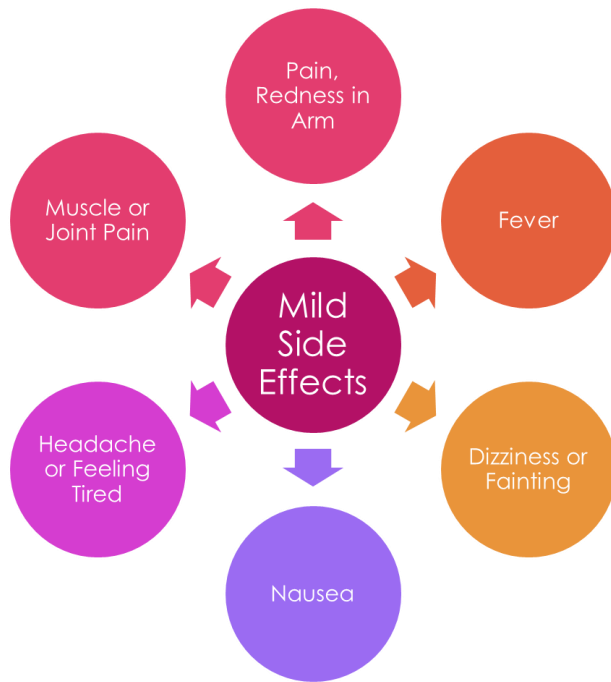 Pain,
Redness in
Arm
Muscle or
Joint Pain
Fever
Mild
Side
Effects
Headache
or Feeling
Tired
Dizziness or
Fainting
Nausea